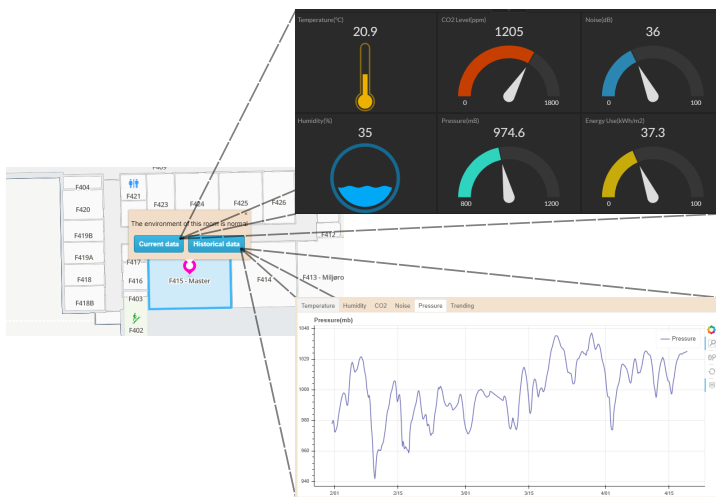 Temperature(°C)
20.9
CO2 Level(ppm)
1205
0
1800
Noise(dB)
36
0
100
Humidity(%)
35
Pressure(mB)
974.6
800
1200
Energy Use(kWh/m2)
37.3
0
100
F404
F420
F419B
F419A
F418
F418B
F421
F423
F424
F425
F426
F412
The environment of this room is normal
Current data
Historical data
F417
F416
F403
F402
F415 - Master
F414
F413 - Miljøro
Temperature
Humidity
CO2
Noise
Pressure
Trending
Pressure(mb)
Pressure
1040
1020
1000
980
960
940
2/01
2/15
3/01
3/15
4/01
4/15